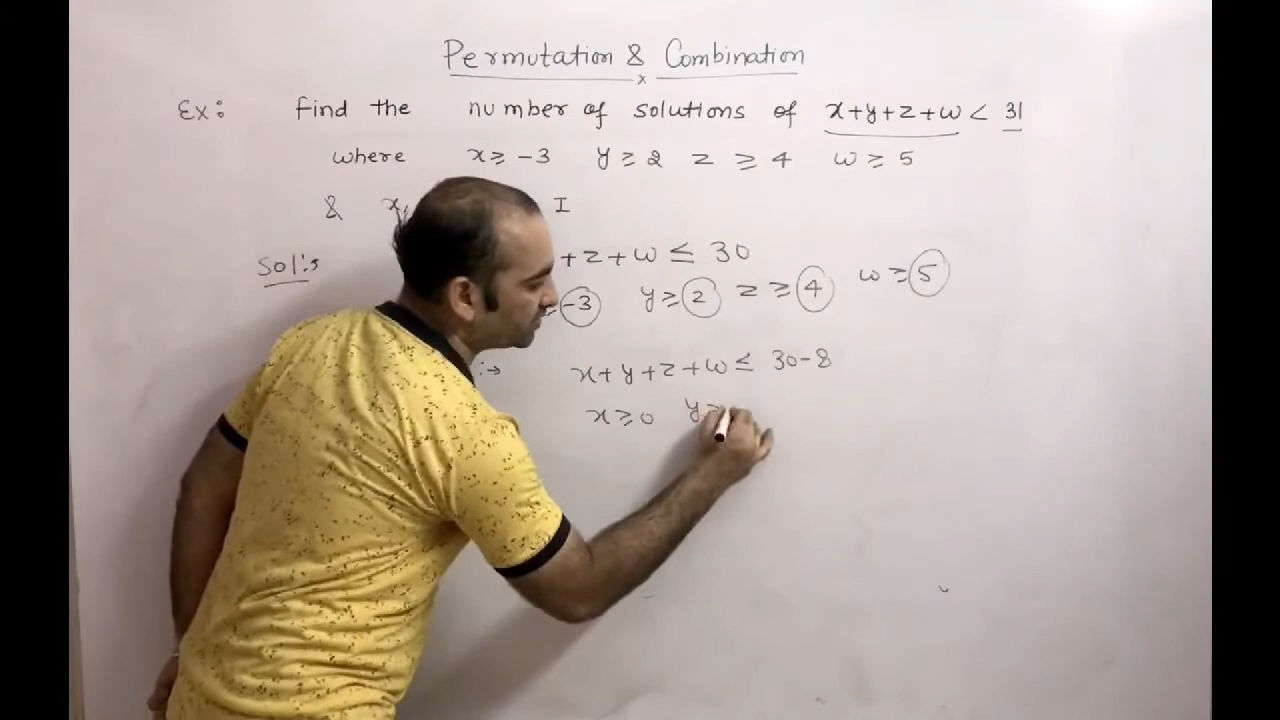 Permutation & Combination
x
Ex: Find the number of solutions of x+y+z+w < 31
where x ≥ -3 y ≥ 2 z ≥ 4 w ≥ 5
& x, I
Sol:
+z+w ≤ 30
≥ -3 y ≥ 2 z ≥ 4 w ≥ 5
:→ x+y+z+w ≤ 30-8
x ≥ 0 y ≥